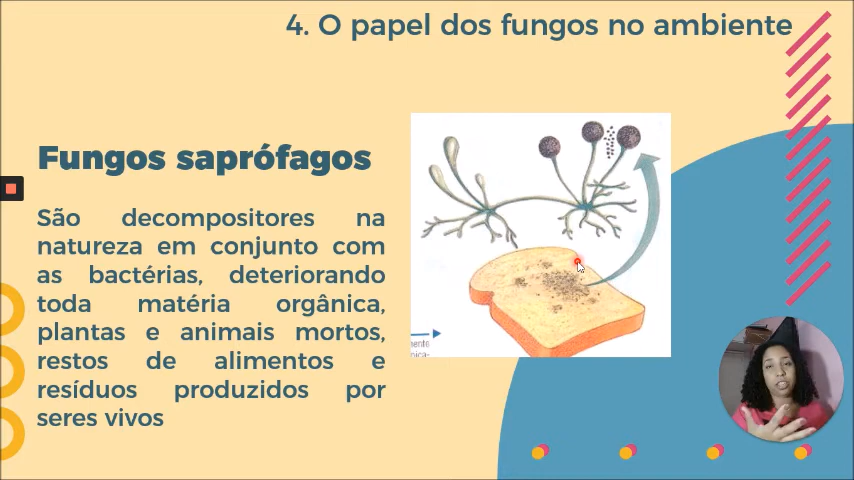 4. O papel dos fungos no ambiente
Fungos saprófagos
São decompositores na
natureza em conjunto com
as bactérias, deteriorando
toda matéria orgânica,
plantas e animais mortos,
restos de alimentos e
resíduos produzidos por
seres vivos